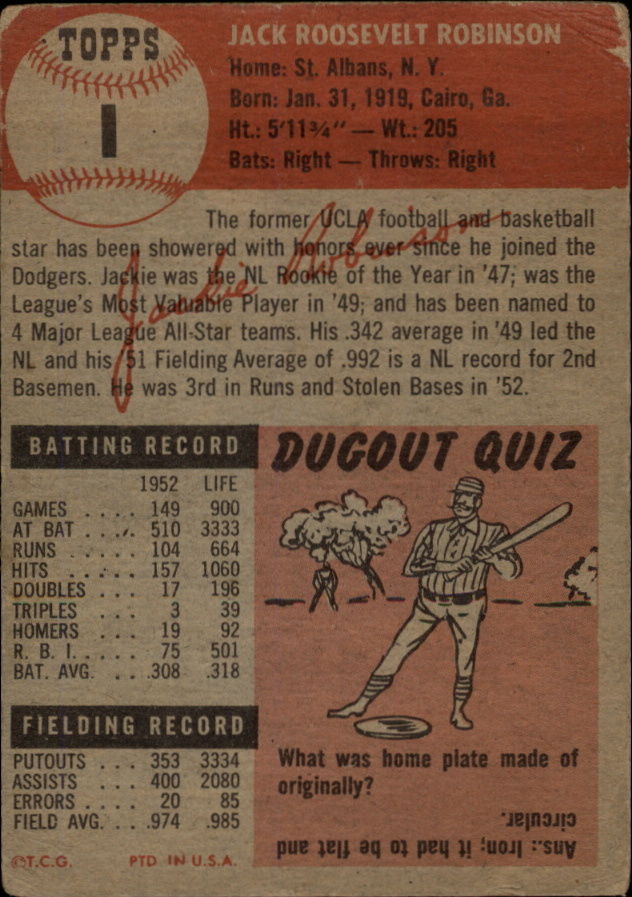 TOPPS
1
JACK ROOSEVELT ROBINSON
Home: St. Albans, N. Y.
Born: Jan. 31, 1919, Cairo, Ga.
Ht.: 5'11¾" — Wt.: 205
Bats: Right — Throws: Right
The former UCLA football and basketball
star has been showered with honors ever since he joined the
Dodgers. Jackie was the NL Rookie of the Year in '47; was the
League's Most Valuable Player in '49; and has been named to
4 Major League All-Star teams. His .342 average in '49 led the
NL and his '51 Fielding Average of .992 is a NL record for 2nd
Basemen. He was 3rd in Runs and Stolen Bases in '52.
Jackie Robinson
BATTING RECORD
1952 LIFE
GAMES . . . . 149 900
AT BAT . . . . 510 3333
RUNS . . . . . 104 664
HITS . . . . . 157 1060
DOUBLES . . . 17 196
TRIPLES . . . 3 39
HOMERS . . . 19 92
R. B. I. . . . . 75 501
BAT. AVG. . . .308 .318
FIELDING RECORD
PUTOUTS . . . 353 3334
ASSISTS . . . 400 2080
ERRORS . . . . 20 85
FIELD AVG. . . .974 .985
©T.C.G. PTD IN U.S.A.
DUGOUT QUIZ
What was home plate made of
originally?
Ans.: Iron; it had to be flat and
circular.